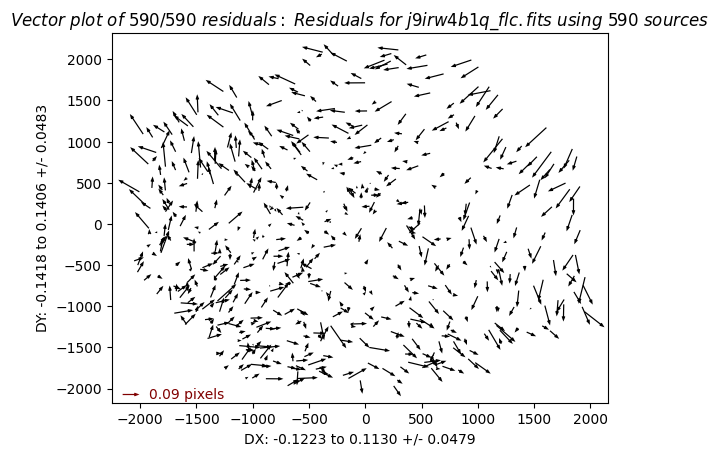 Vector plot of 590/590 residuals: Residuals for j9irw4b1q_flc.fits using 590 sources
2000
1500
1000
500
0
−500
−1000
−1500
−2000
DY: -0.1418 to 0.1406 +/- 0.0483
0.09 pixels
−2000 −1500 −1000 −500 0 500 1000 1500 2000
DX: -0.1223 to 0.1130 +/- 0.0479